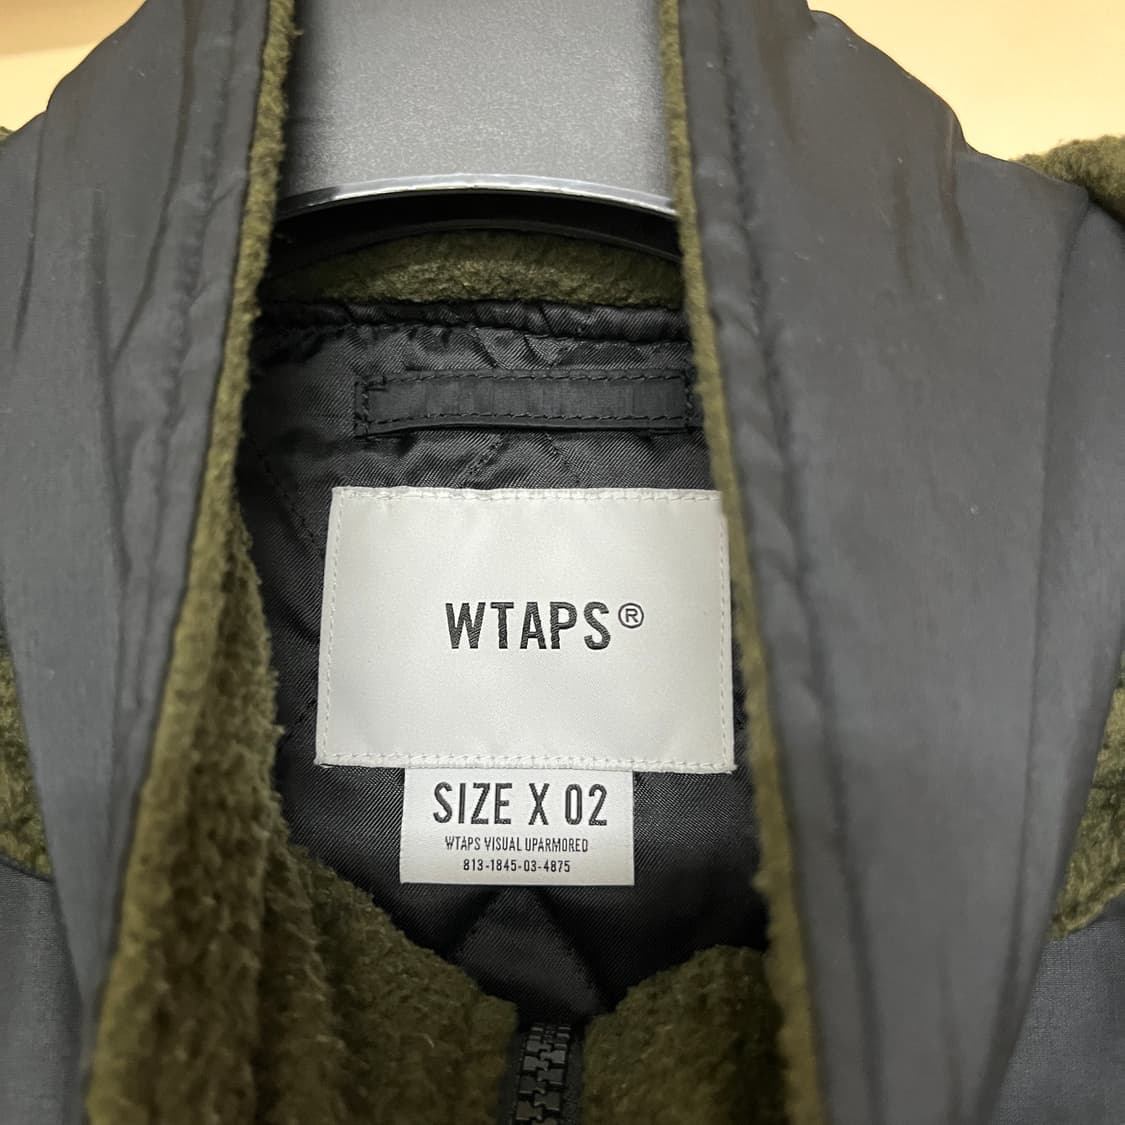 WTAPS®
SIZE X 02
WTAPS VISUAL UPARMORED
813-1845-03-4875